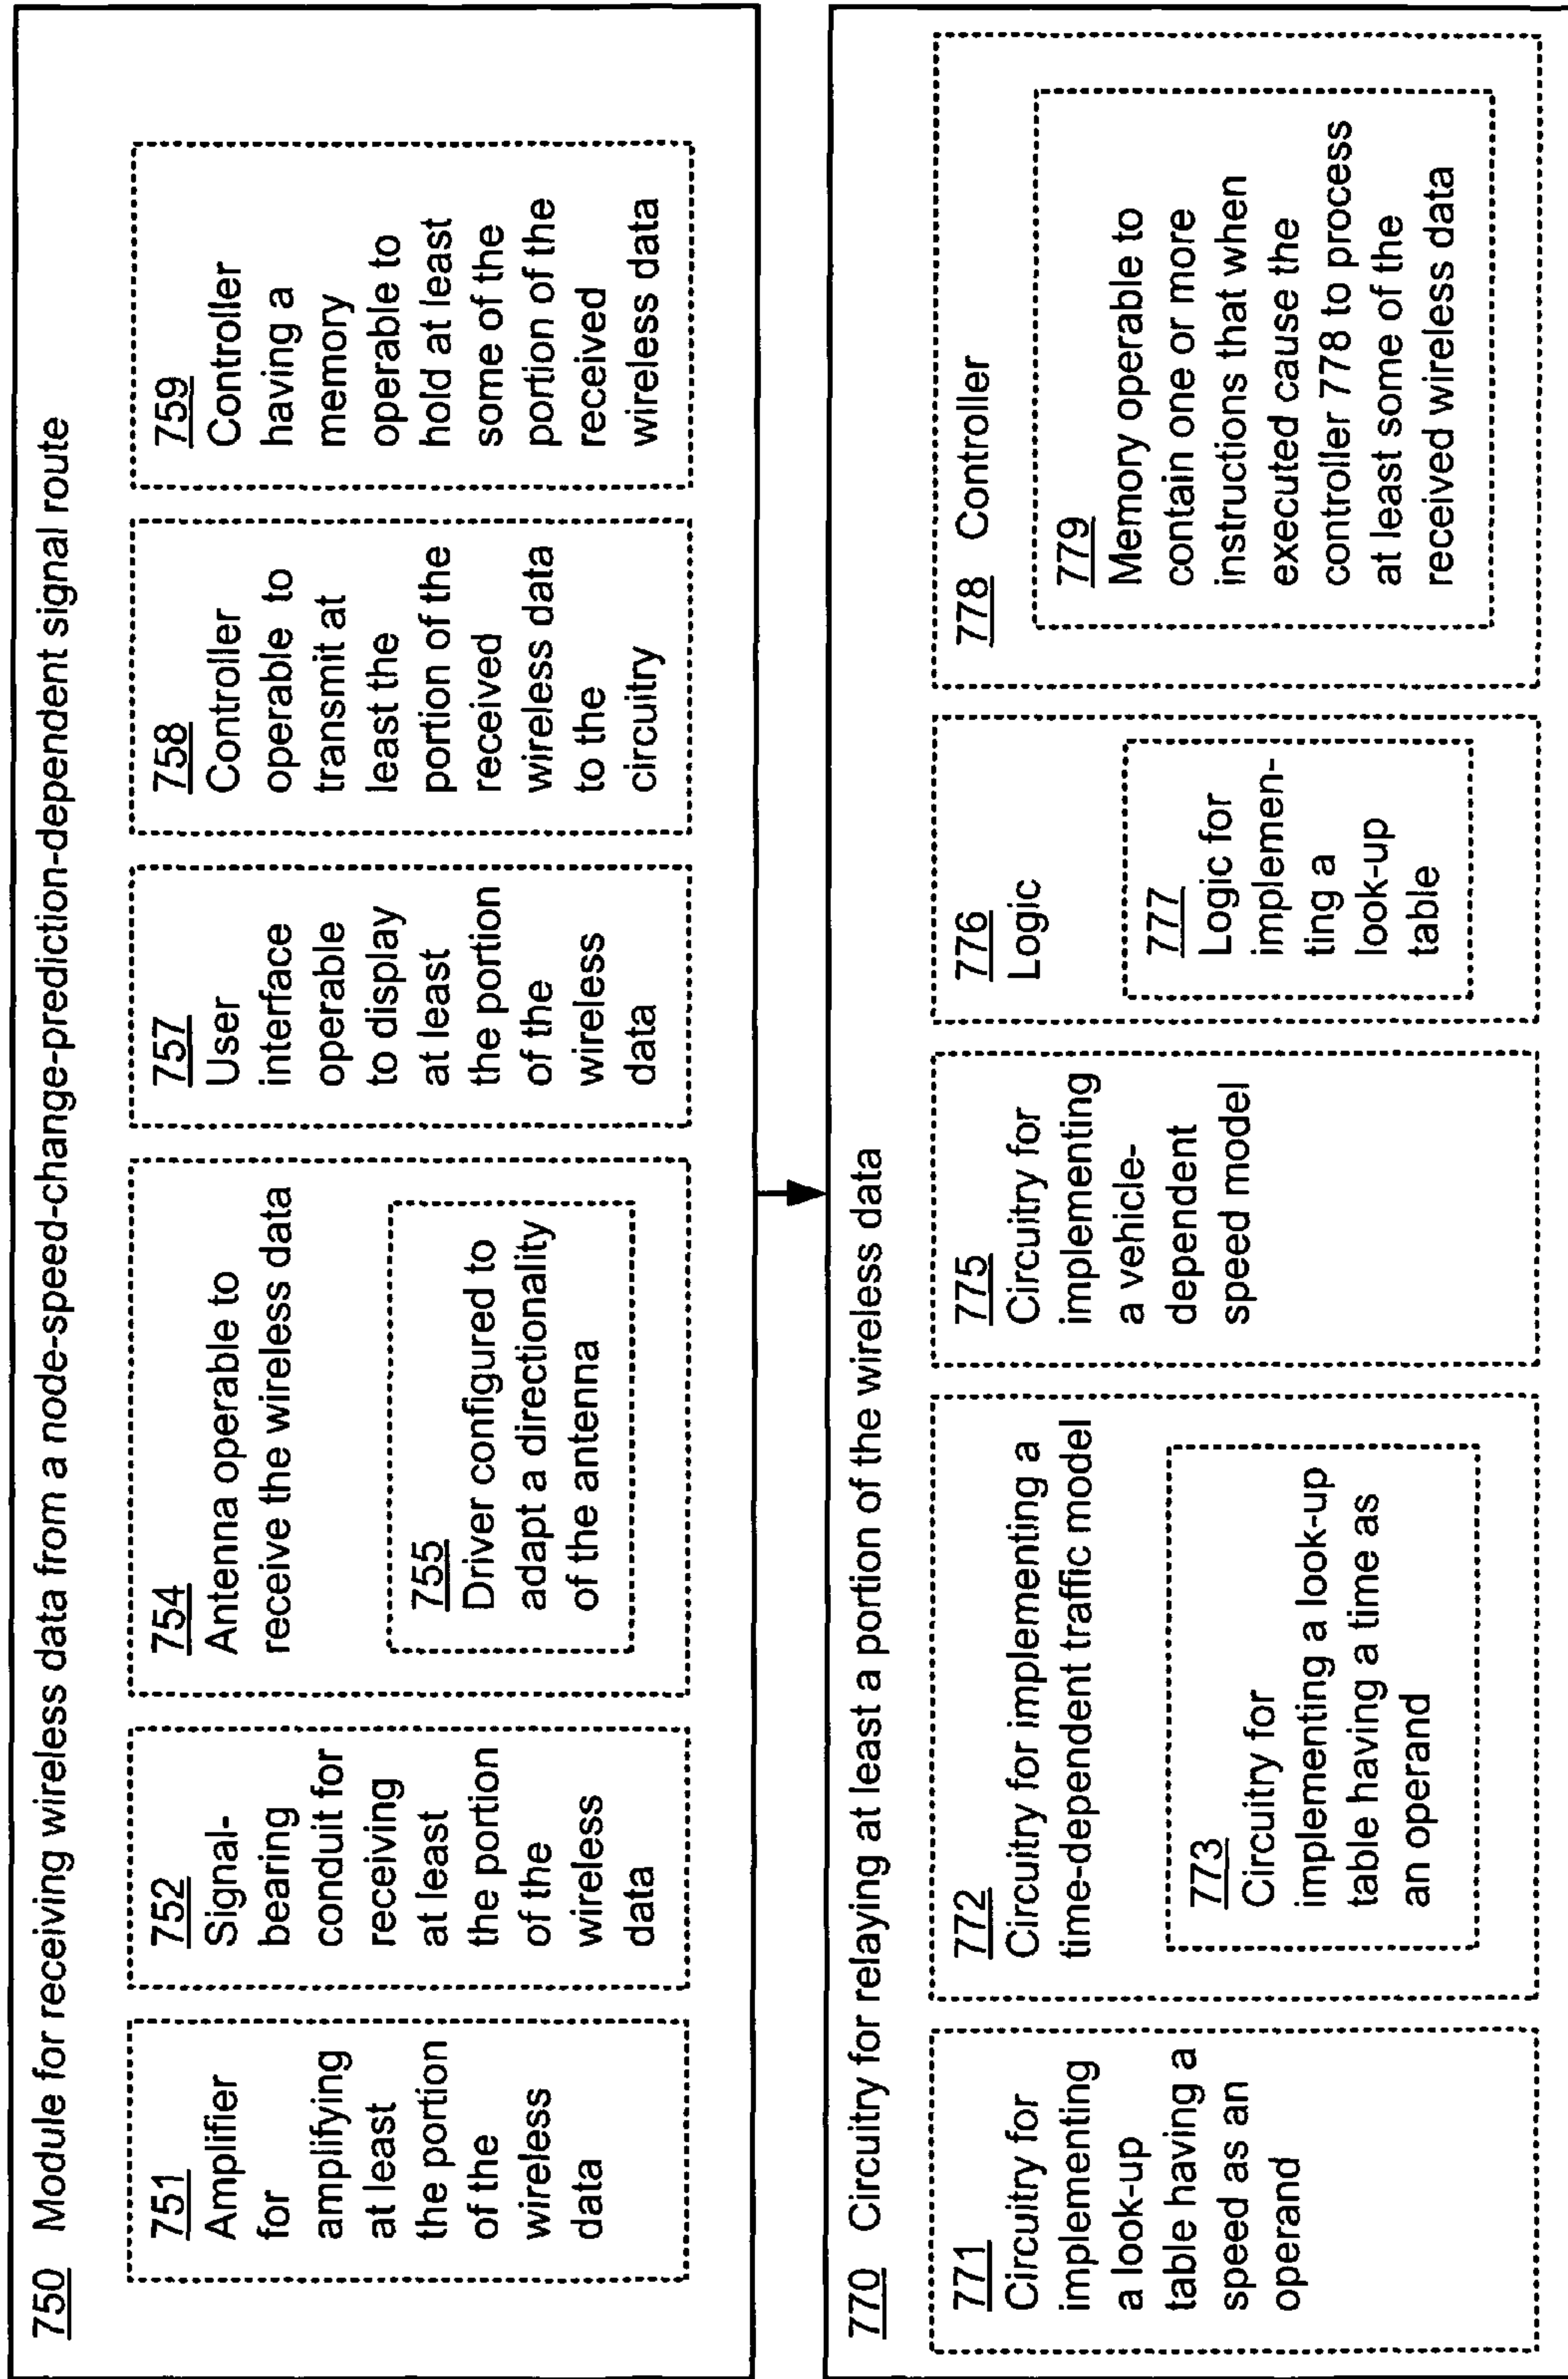 750 Module for receiving wireless data from a node-speed-change-prediction-dependent signal route
751
Amplifier
for
amplifying
at least
the portion
of the
wireless
data
752
Signal-
bearing
conduit for
receiving
at least
the portion
of the
wireless
data
754
Antenna operable to
receive the wireless data
755
Driver configured to
adapt a directionality
of the antenna
757
User
interface
operable
to display
at least
the portion
of the
wireless
data
758
Controller
operable to
transmit at
least the
portion of the
received
wireless data
to the
circuitry
759
Controller
having a
memory
operable to
hold at least
some of the
portion of the
received
wireless data
770 Circuitry for relaying at least a portion of the wireless data
771
Circuitry for
implementing
a look-up
table having a
speed as an
operand
772
Circuitry for implementing a
time-dependent traffic model
773
Circuitry for
implementing a look-up
table having a time as
an operand
775
Circuitry for
implementing
a vehicle-
dependent
speed model
776
Logic
777
Logic for
implemen-
ting a
look-up
table
778 Controller
779
Memory operable to
contain one or more
instructions that when
executed cause the
controller 778 to process
at least some of the
received wireless data